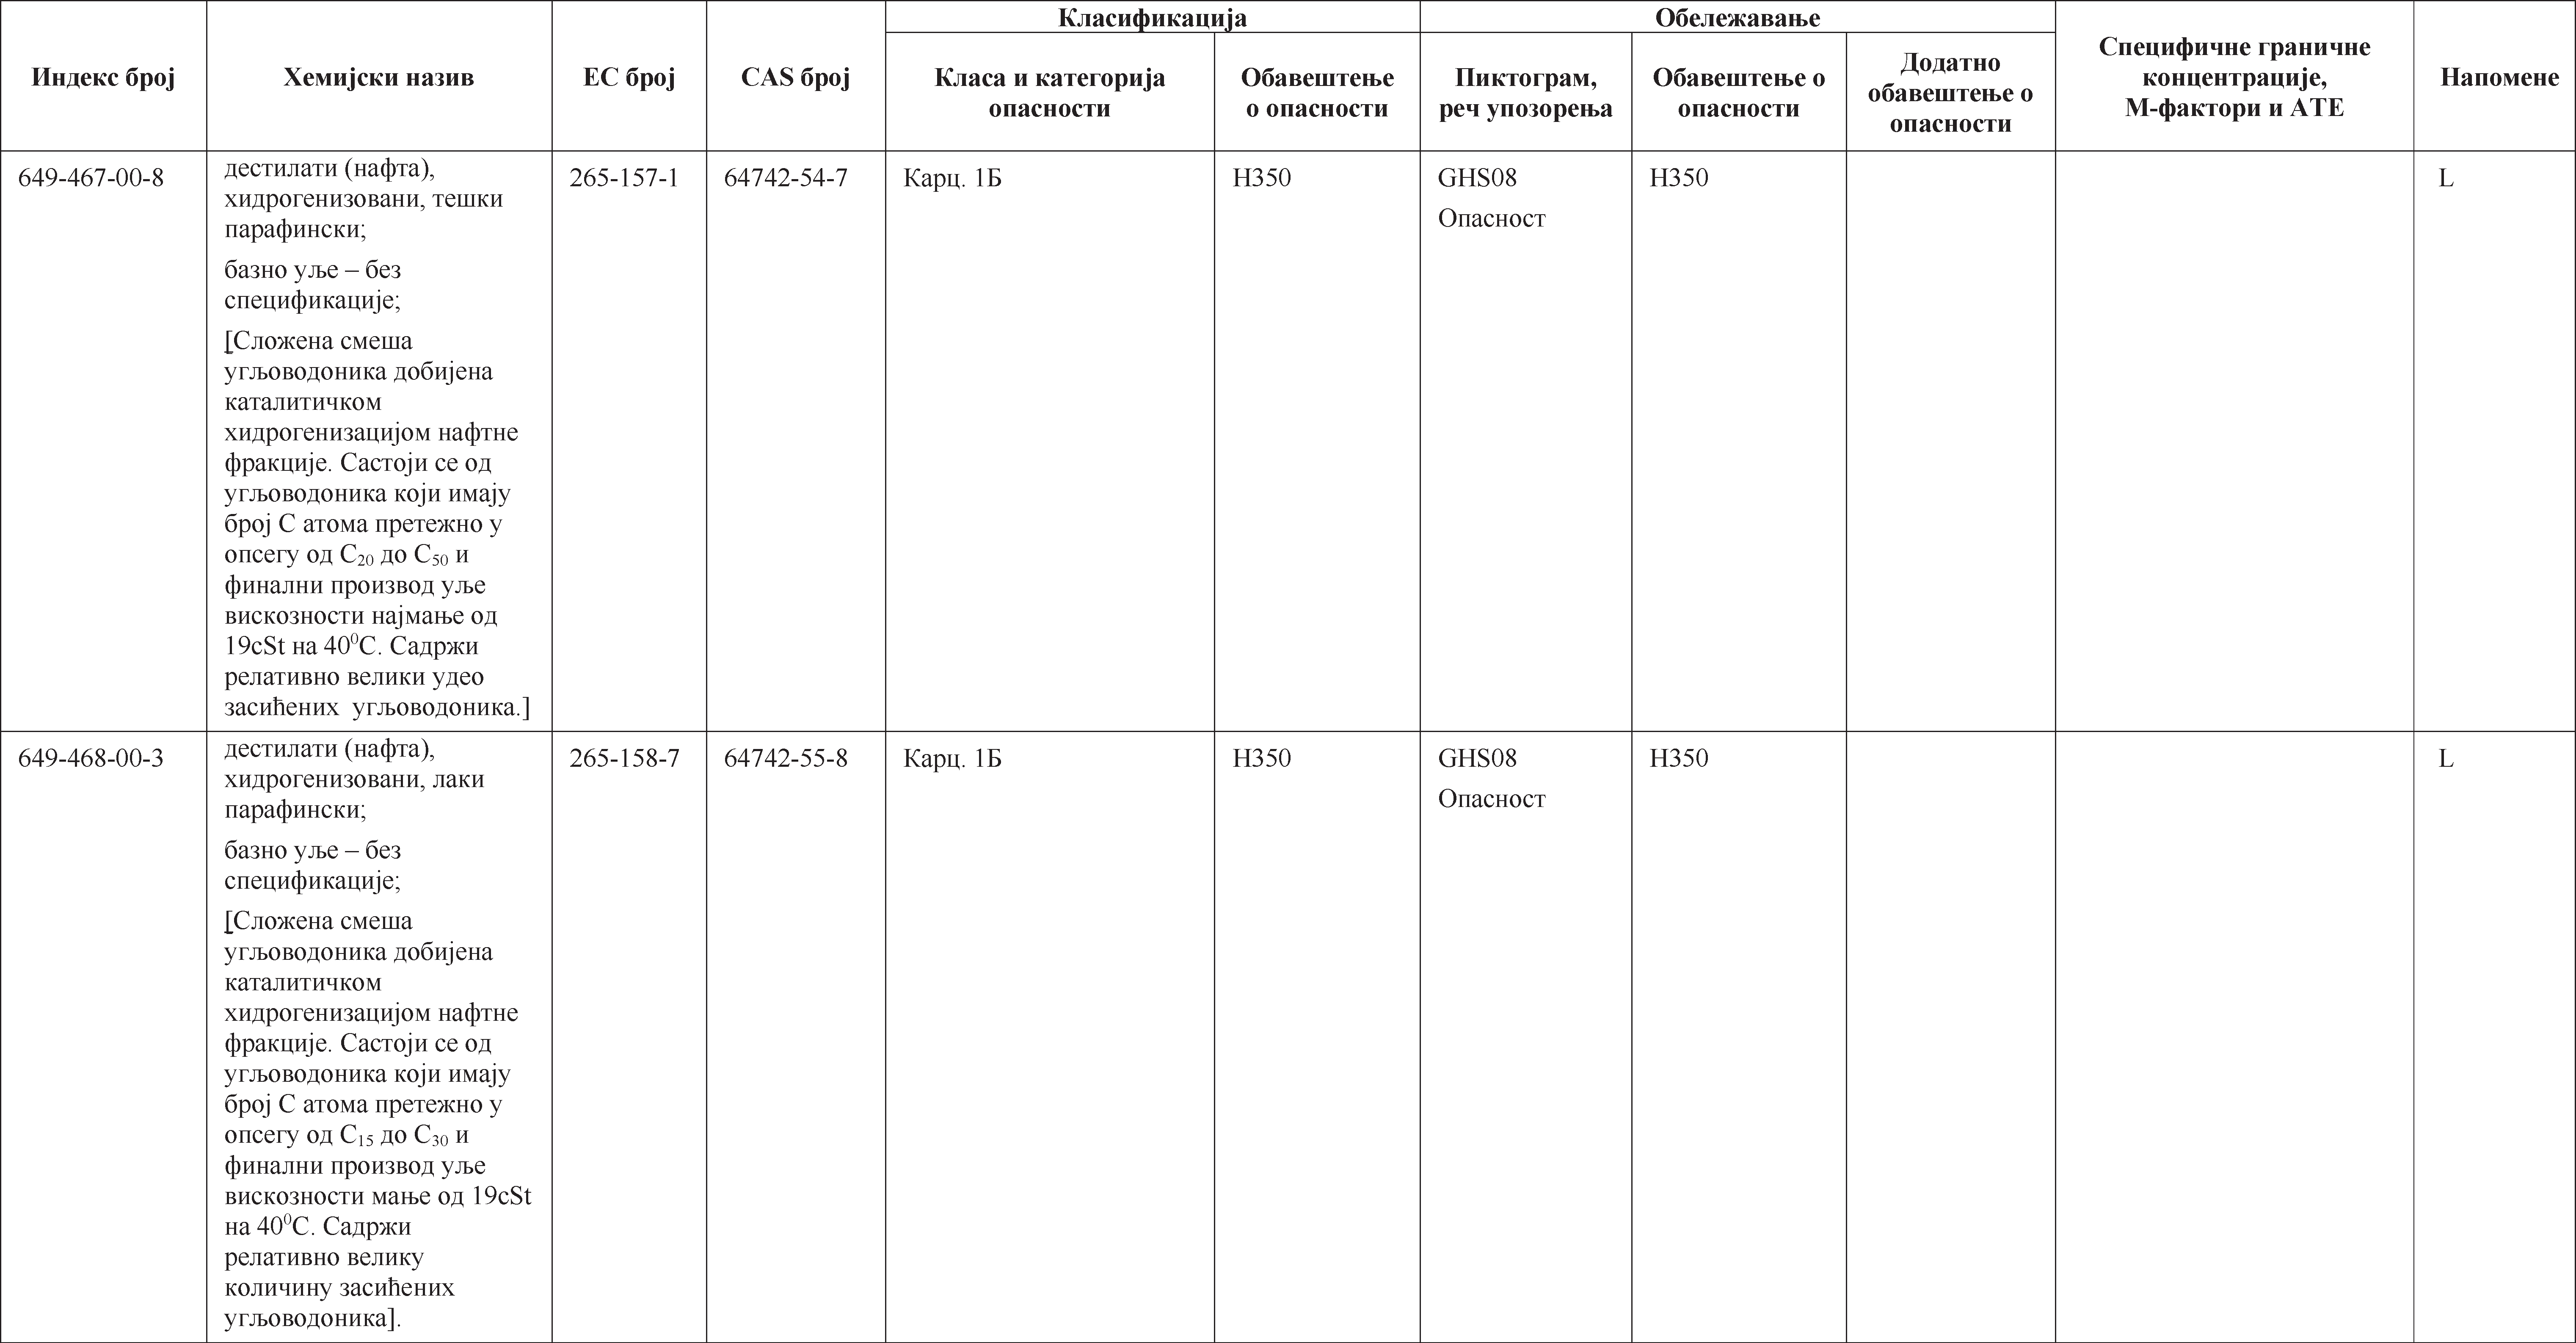 Индекс број
Хемијски назив
ЕС број
CAS број
Класификација
Класа и категорија
опасности
Обавештење
о опасности
Обележавање
Пиктограм,
реч упозорења
Обавештење о
опасности
Додатно
обавештење о
опасности
Специфичне граничне
концентрације,
М-фактори и АТЕ
Напомене
649-467-00-8
дестилати (нафта),
хидрогенизовани, тешки
парафински;
базно уље – без
спецификације;
[Сложена смеша
угљоводоника добијена
каталитичком
хидрогенизацијом нафтне
фракције. Састоји се од
угљоводоника који имају
број С атома претежно у
опсегу од C₂₀ до C₅₀ и
финални производ уље
вискозности најмање од
19cSt на 40⁰C. Садржи
релативно велики удео
засићених  угљоводоника.]
265-157-1
64742-54-7
Карц. 1Б
H350
GHS08
Опасност
H350
L
649-468-00-3
дестилати (нафта),
хидрогенизовани, лаки
парафински;
базно уље – без
спецификације;
[Сложена смеша
угљоводоника добијена
каталитичком
хидрогенизацијом нафтне
фракције. Састоји се од
угљоводоника који имају
број С атома претежно у
опсегу од C₁₅ до C₃₀ и
финални производ уље
вискозности мање од 19cSt
на 40⁰C. Садржи
релативно велику
количину засићених
угљоводоника].
265-158-7
64742-55-8
Карц. 1Б
H350
GHS08
Опасност
H350
L